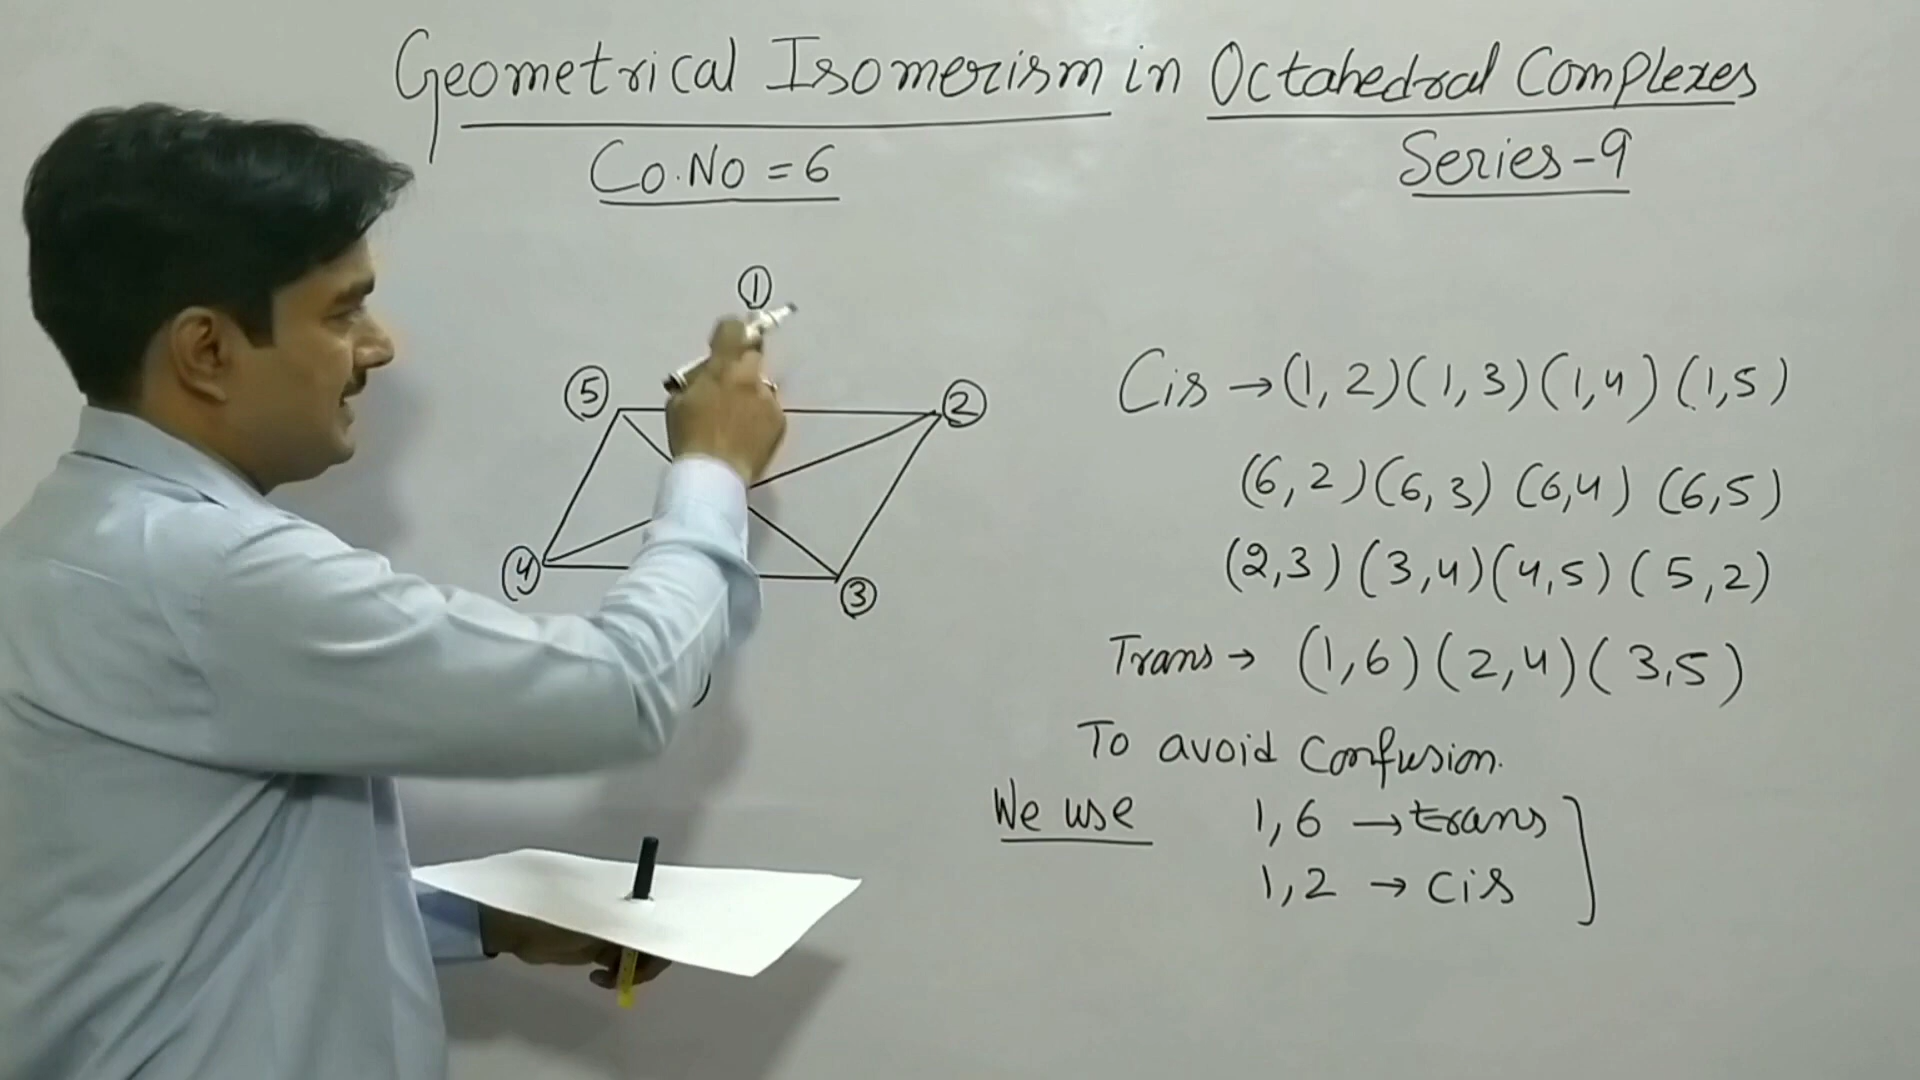 Geometrical Isomerism in Octahedral Complexes
Co.No = 6
Series-9
1
5
2
4
3
Cis → (1, 2) (1, 3) (1, 4) (1, 5)
(6, 2) (6, 3) (6, 4) (6, 5)
(2, 3) (3, 4) (4, 5) (5, 2)
Trans → (1, 6) (2, 4) (3, 5)
To avoid Confusion.
We use 1, 6 → trans
1, 2 → Cis